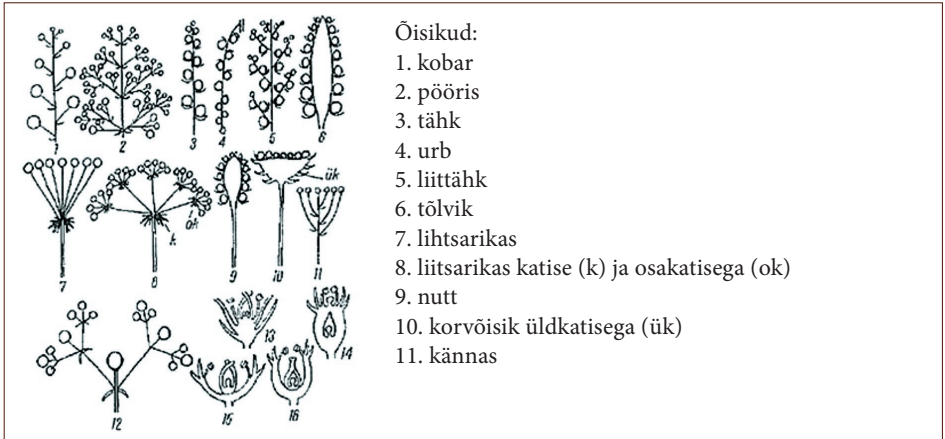 1 2 3 4 5 6
ük
ok
k
7 8 9 10 11
13
14
12 15 16
Õisikud:
1. kobar
2. pööris
3. tähk
4. urb
5. liittähk
6. tõlvik
7. lihtsarikas
8. liitsarikas katise (k) ja osakatisega (ok)
9. nutt
10. korvõisik üldkatisega (ük)
11. kännas